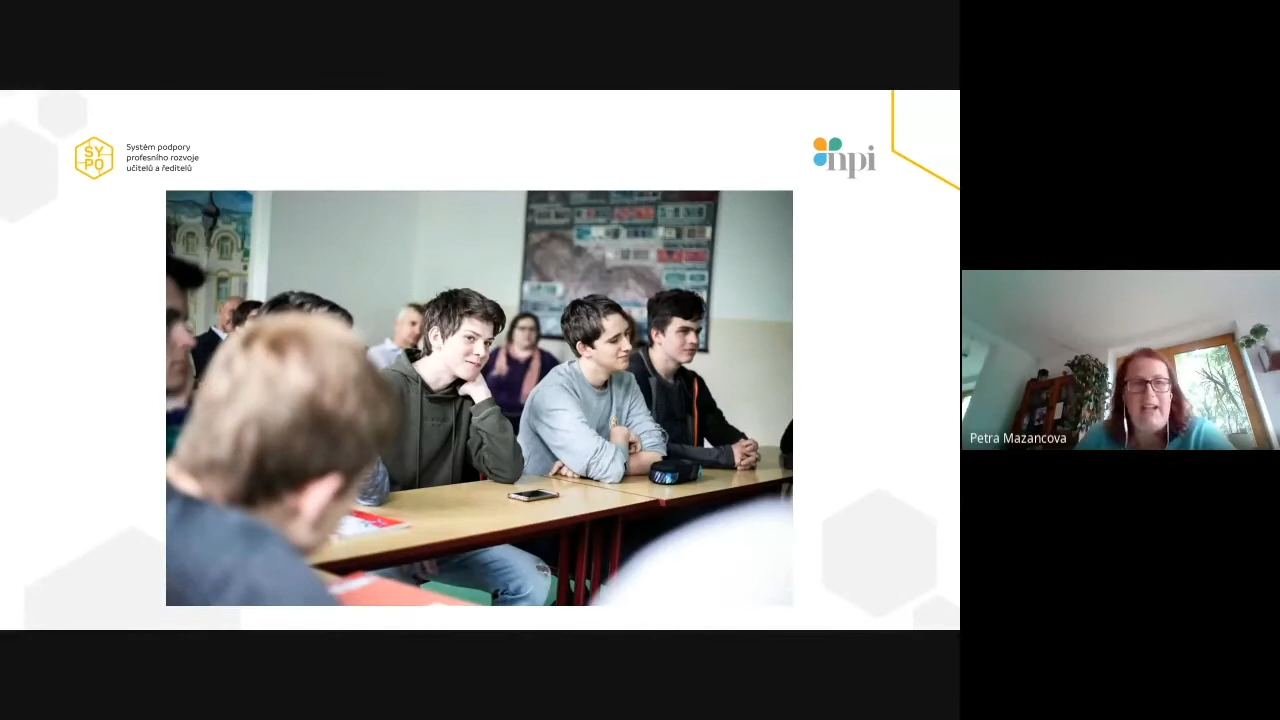 SY
PO
Systém podpory
profesního rozvoje
učitelů a ředitelů
npi
Petra Mazancova